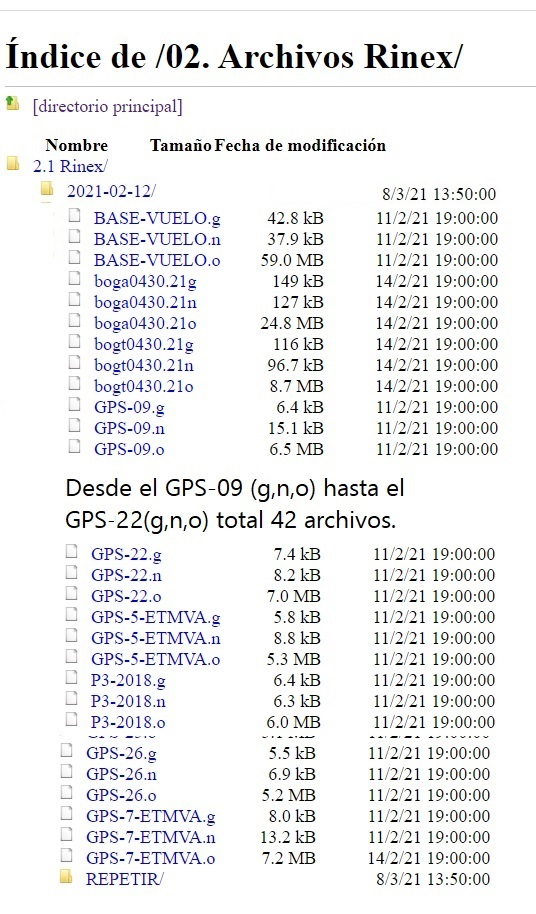 Índice de /02. Archivos Rinex/
[directorio principal]
Nombre Tamaño Fecha de modificación
2.1 Rinex/
2021-02-12/ 8/3/21 13:50:00
BASE-VUELO.g 42.8 kB 11/2/21 19:00:00
BASE-VUELO.n 37.9 kB 11/2/21 19:00:00
BASE-VUELO.o 59.0 MB 11/2/21 19:00:00
boga0430.21g 149 kB 14/2/21 19:00:00
boga0430.21n 127 kB 14/2/21 19:00:00
boga0430.21o 24.8 MB 14/2/21 19:00:00
bogt0430.21g 116 kB 14/2/21 19:00:00
bogt0430.21n 96.7 kB 14/2/21 19:00:00
bogt0430.21o 8.7 MB 14/2/21 19:00:00
GPS-09.g 6.4 kB 11/2/21 19:00:00
GPS-09.n 15.1 kB 11/2/21 19:00:00
GPS-09.o 6.5 MB 11/2/21 19:00:00
Desde el GPS-09 (g,n,o) hasta el
GPS-22(g,n,o) total 42 archivos.
GPS-22.g 7.4 kB 11/2/21 19:00:00
GPS-22.n 8.2 kB 11/2/21 19:00:00
GPS-22.o 7.0 MB 11/2/21 19:00:00
GPS-5-ETMVA.g 5.8 kB 11/2/21 19:00:00
GPS-5-ETMVA.n 8.8 kB 11/2/21 19:00:00
GPS-5-ETMVA.o 5.3 MB 11/2/21 19:00:00
P3-2018.g 6.4 kB 11/2/21 19:00:00
P3-2018.n 6.3 kB 11/2/21 19:00:00
P3-2018.o 6.0 MB 11/2/21 19:00:00
GPS-26.g 5.5 kB 11/2/21 19:00:00
GPS-26.n 6.9 kB 11/2/21 19:00:00
GPS-26.o 5.2 MB 11/2/21 19:00:00
GPS-7-ETMVA.g 8.0 kB 11/2/21 19:00:00
GPS-7-ETMVA.n 13.2 kB 11/2/21 19:00:00
GPS-7-ETMVA.o 7.2 MB 14/2/21 19:00:00
REPETIR/ 8/3/21 13:50:00